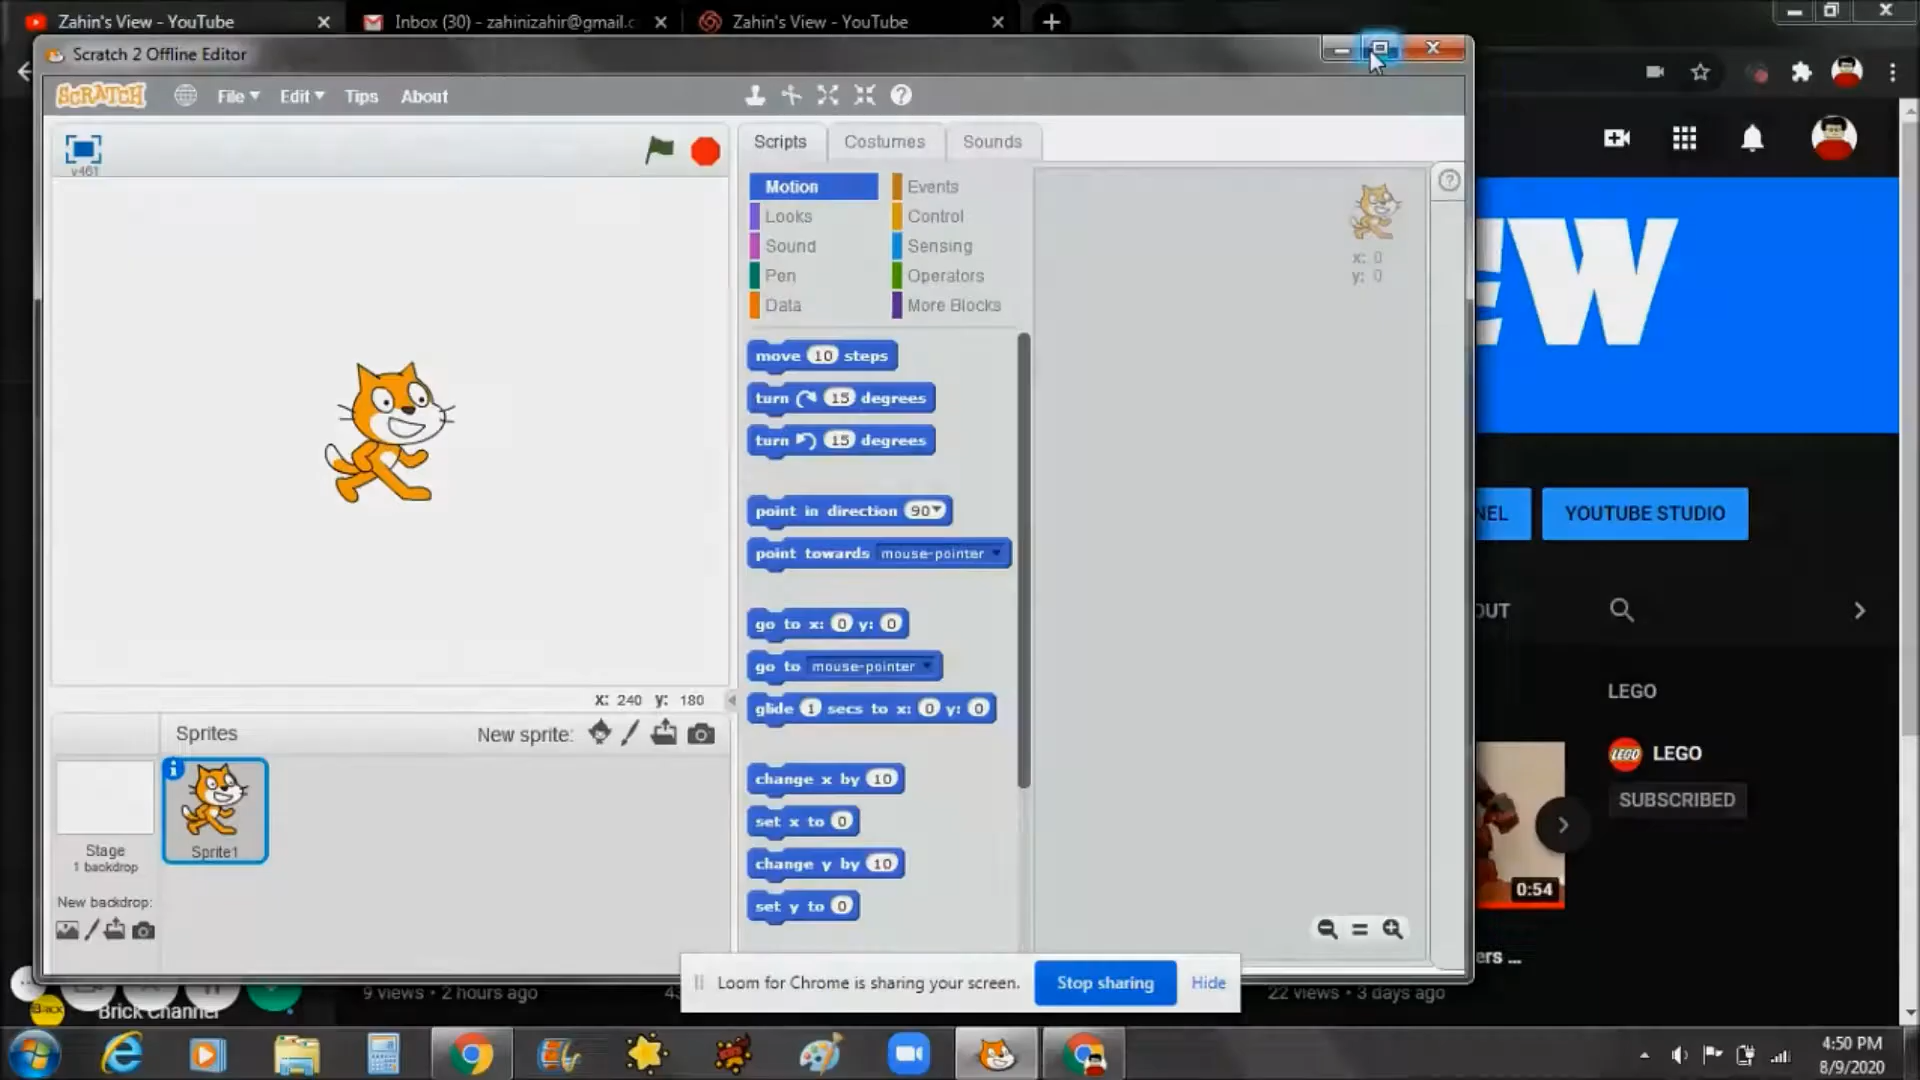 Zahin's View - YouTube
Inbox (30) - zahinizahir@gmail.c
Zahin's View - YouTube
Scratch 2 Offline Editor
SCRATCH
File
Edit
Tips
About
v461
Scripts
Costumes
Sounds
Motion
Events
Looks
Control
Sound
Sensing
Pen
Operators
Data
More Blocks
x: 0
y: 0
move 10 steps
turn 15 degrees
turn 15 degrees
point in direction 90
point towards mouse-pointer
go to x: 0 y: 0
go to mouse-pointer
glide 1 secs to x: 0 y: 0
change x by 10
set x to 0
change y by 10
set y to 0
x: 240 y: 180
Sprites
New sprite:
Sprite1
Stage
1 backdrop
New backdrop:
EW
NEL
YOUTUBE STUDIO
OUT
LEGO
LEGO
LEGO
SUBSCRIBED
0:54
ers ...
Loom for Chrome is sharing your screen.
Stop sharing
Hide
9 views • 2 hours ago
22 views • 3 days ago
Brick Channel
4:50 PM
8/9/2020